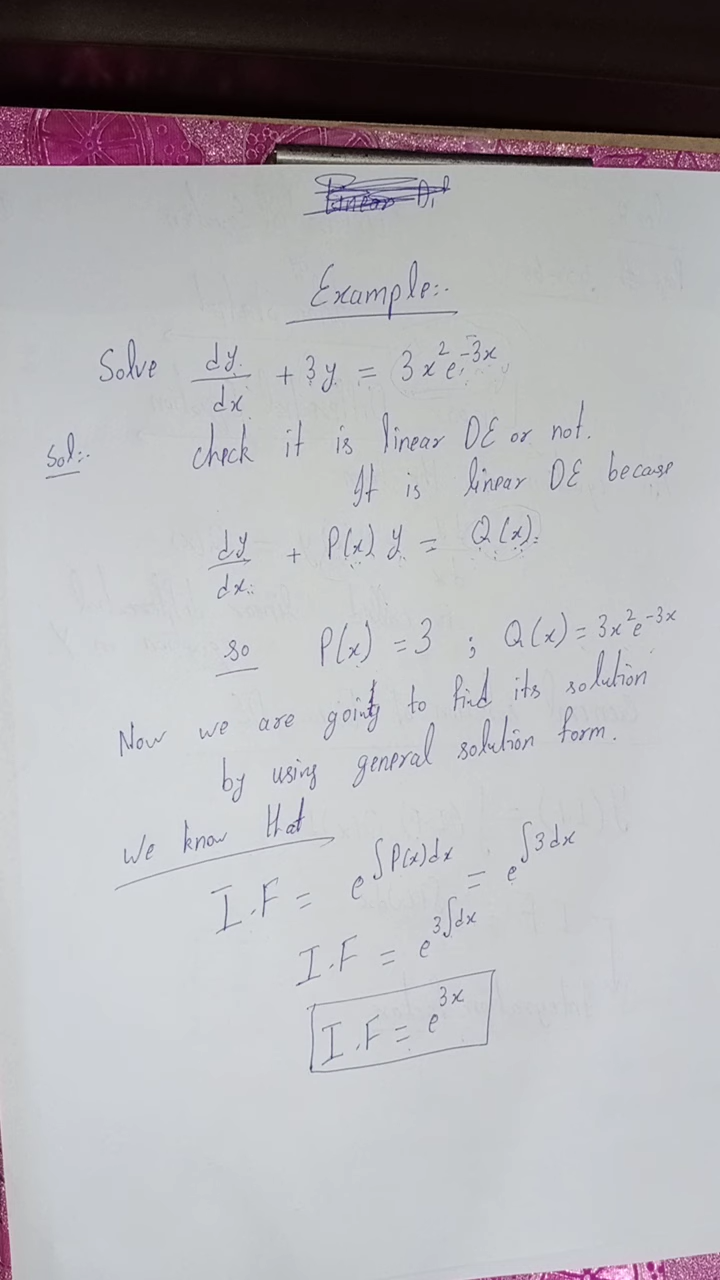 Linear Di
Example:.
Solve dy/dx + 3y = 3x²e⁻³ˣ
Sol:. check it is linear DE or not.
It is linear DE becase
dy/dx + P(x) y = Q(x).
so P(x) = 3 ; Q(x) = 3x²e⁻³ˣ
Now we are going to find its solution
by using general solution form.
We know that
I.F = e^∫P(x)dx = e^∫3dx
I.F = e^3∫dx
I.F = e^3x